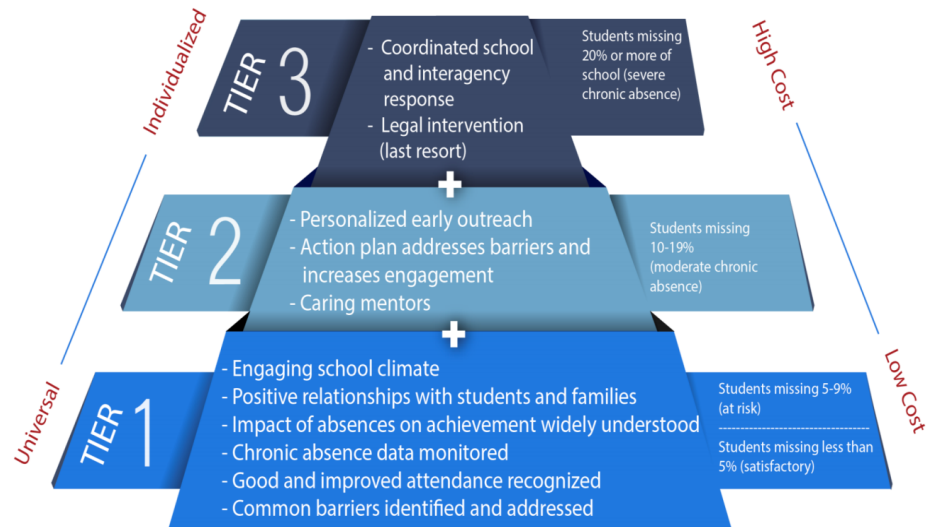 Individualized
Universal
High Cost
Low Cost
TIER 3
- Coordinated school
and interagency
response
- Legal intervention
(last resort)
Students missing
20% or more of
school (severe
chronic absence)
+
TIER 2
- Personalized early outreach
- Action plan addresses barriers and
increases engagement
- Caring mentors
Students missing
10-19%
(moderate chronic
absence)
+
TIER 1
- Engaging school climate
- Positive relationships with students and families
- Impact of absences on achievement widely understood
- Chronic absence data monitored
- Good and improved attendance recognized
- Common barriers identified and addressed
Students missing 5-9%
(at risk)
Students missing less than
5% (satisfactory)